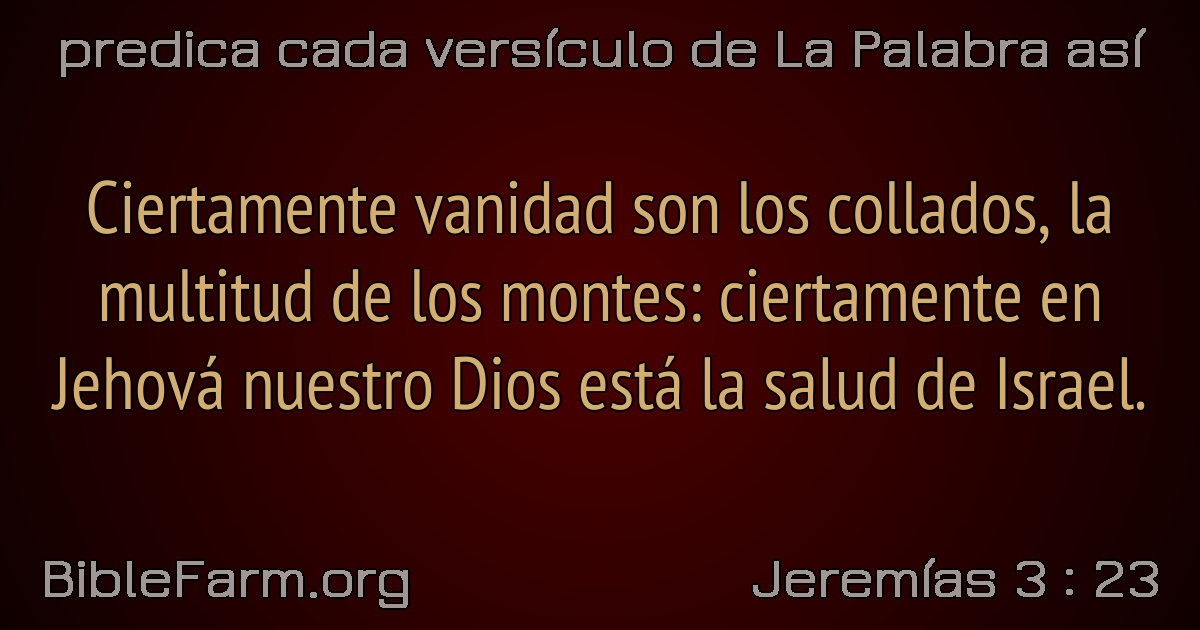 predica cada versículo de La Palabra así
Ciertamente vanidad son los collados, la
multitud de los montes: ciertamente en
Jehová nuestro Dios está la salud de Israel.
BibleFarm.org
Jeremías 3 : 23